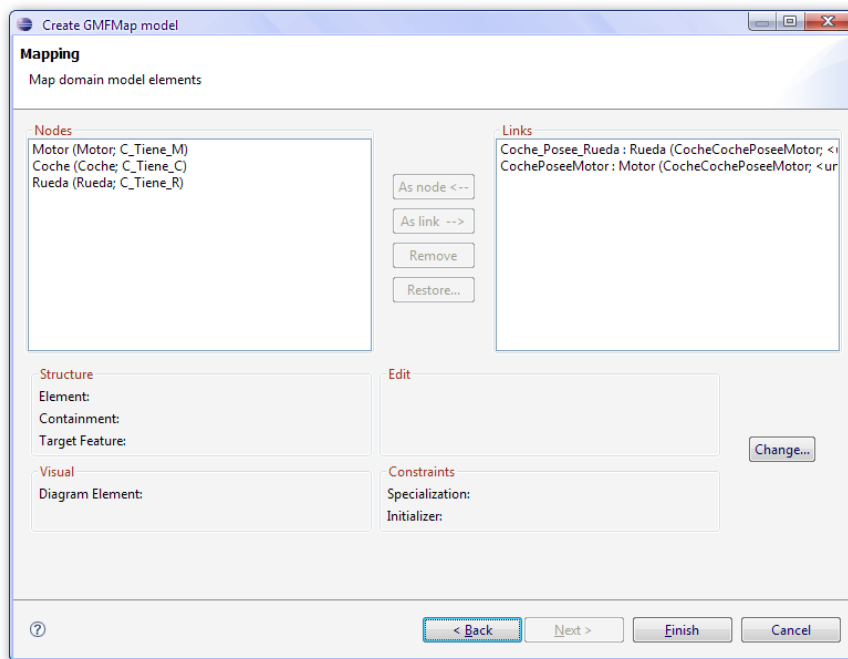 Create GMFMap model
Mapping
Map domain model elements
Nodes
Motor (Motor; C_Tiene_M)
Coche (Coche; C_Tiene_C)
Rueda (Rueda; C_Tiene_R)
As node <--
As link -->
Remove
Restore...
Links
Coche_Posee_Rueda : Rueda (CocheCochePoseeMotor; <u
CochePoseeMotor : Motor (CocheCochePoseeMotor; <un
Structure
Element:
Containment:
Target Feature:
Edit
Change...
Visual
Diagram Element:
Constraints
Specialization:
Initializer:
?
< Back
Next >
Finish
Cancel